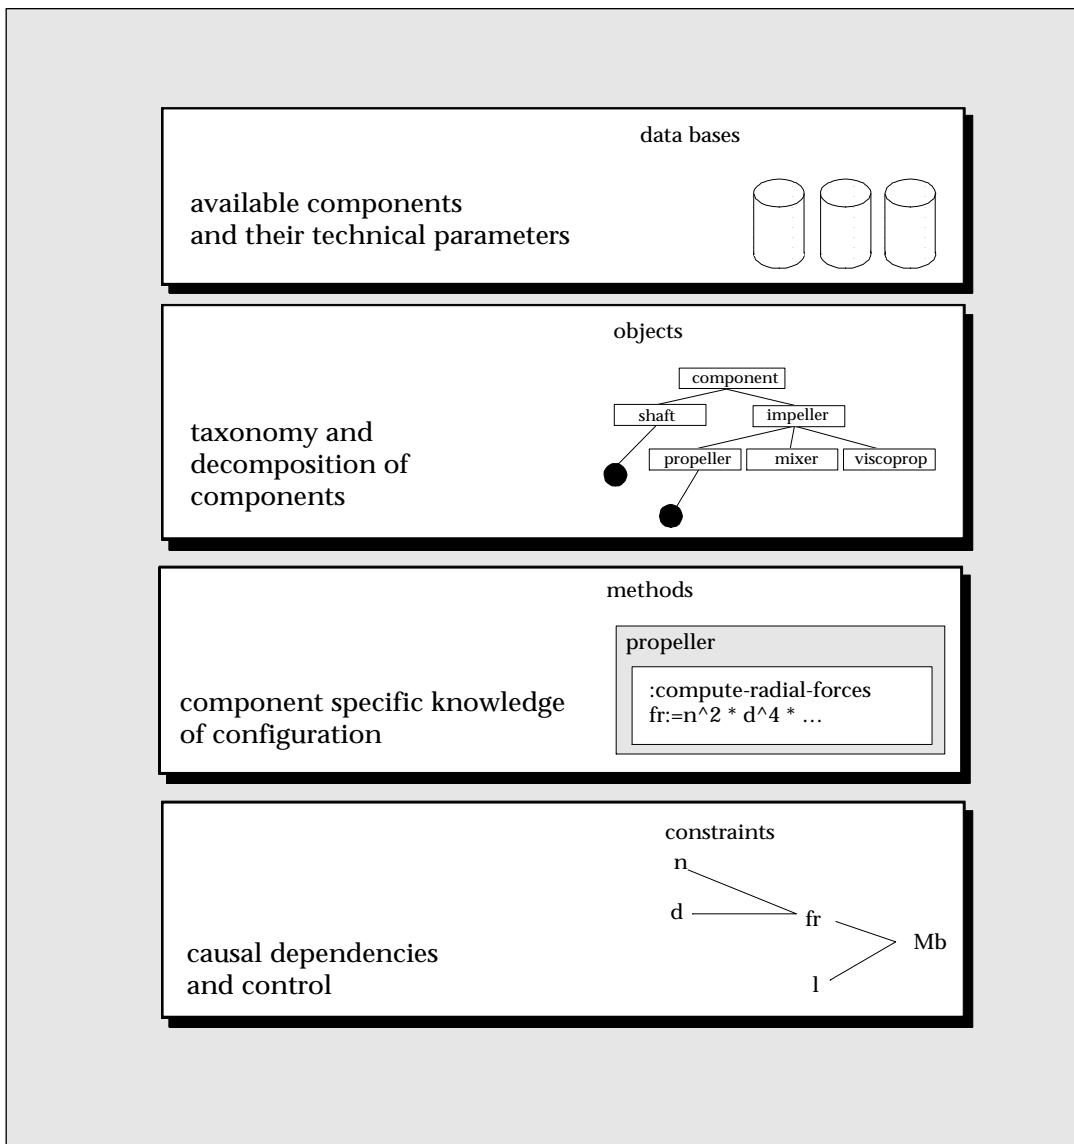 data bases
available components
and their technical parameters
objects
component
shaft
impeller
taxonomy and
decomposition of
components
propeller
mixer
viscoprop
methods
propeller
:compute-radial-forces
fr:=n^2 * d^4 * …
component specific knowledge
of configuration
constraints
n
d
fr
Mb
l
causal dependencies
and control